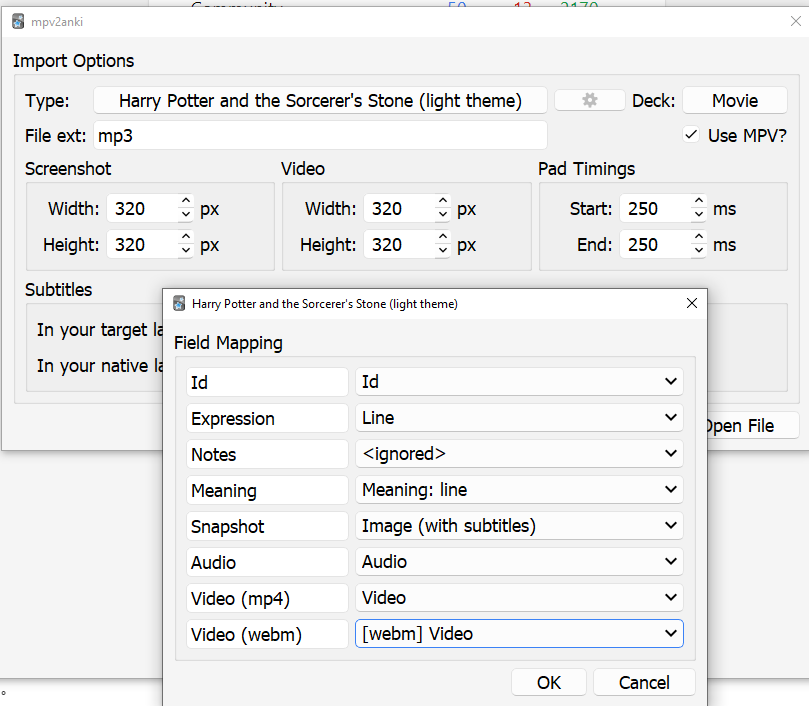 Community 50 13 2170
mpv2anki
Import Options
Type: Harry Potter and the Sorcerer's Stone (light theme) Deck: Movie
File ext: mp3 Use MPV?
Screenshot Video Pad Timings
Width: 320 px Width: 320 px Start: 250 ms
Height: 320 px Height: 320 px End: 250 ms
Subtitles
In your target la
In your native la
Open File
Harry Potter and the Sorcerer's Stone (light theme)
Field Mapping
Id Id
Expression Line
Notes <ignored>
Meaning Meaning: line
Snapshot Image (with subtitles)
Audio Audio
Video (mp4) Video
Video (webm) [webm] Video
OK Cancel